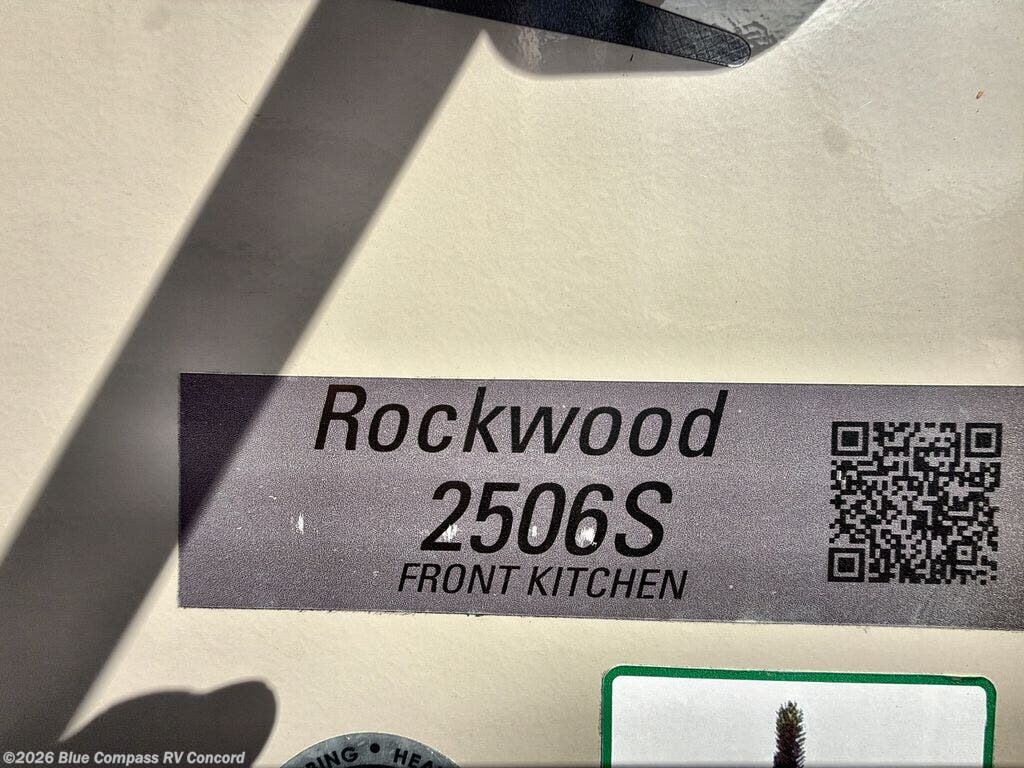 Rockwood
2506S
FRONT KITCHEN
©2026 Blue Compass RV Concord